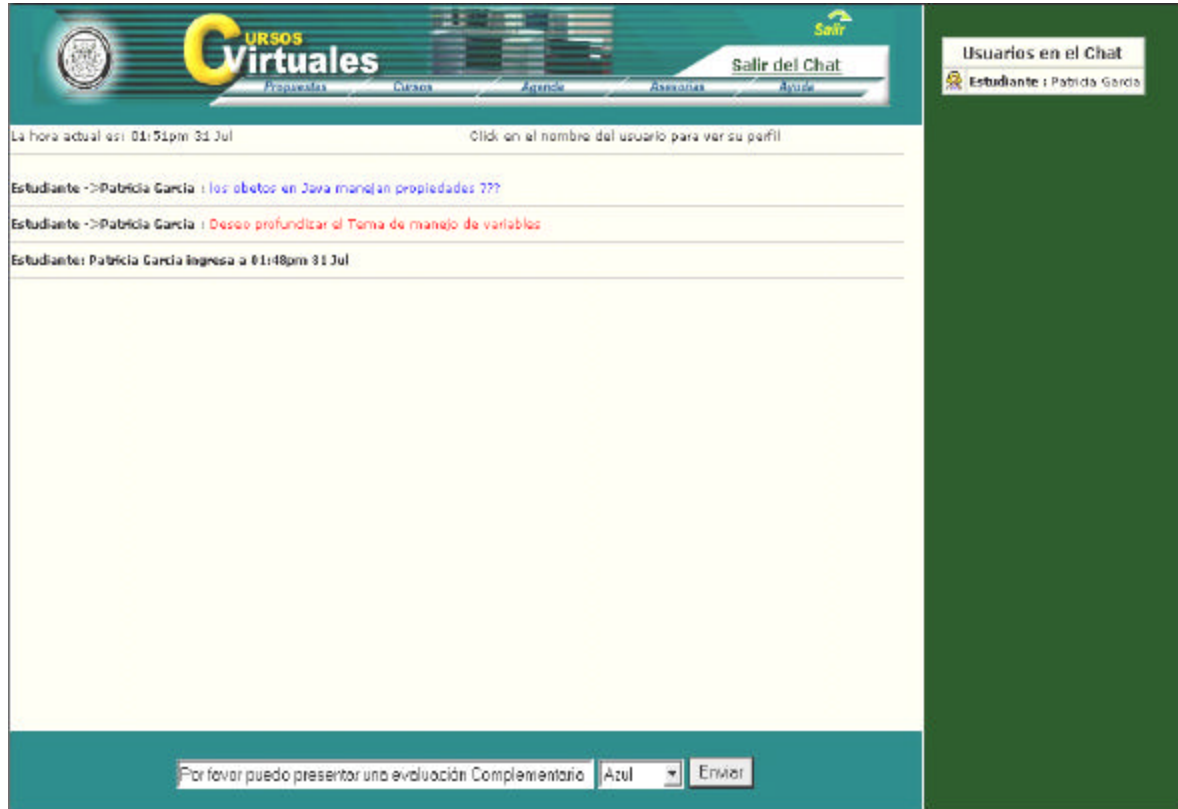 CURSOS
Virtuales
Salir
Salir del Chat
Propuestas Cursos Agenda Asesorias Ayuda
Usuarios en el Chat
Estudiante : Patricia Garcia
La hora actual es: 01:51pm 31 Jul Click en el nombre del usuario para ver su perfil
Estudiante ->Patricia Garcia : los obetos en Java manejan propiedades ???
Estudiante ->Patricia Garcia : Deseo profundizar el Tema de manejo de variables
Estudiante: Patricia Garcia ingresa a 01:48pm 31 Jul
Por favor puedo presentar una evaluación Complementaria Azul Enviar